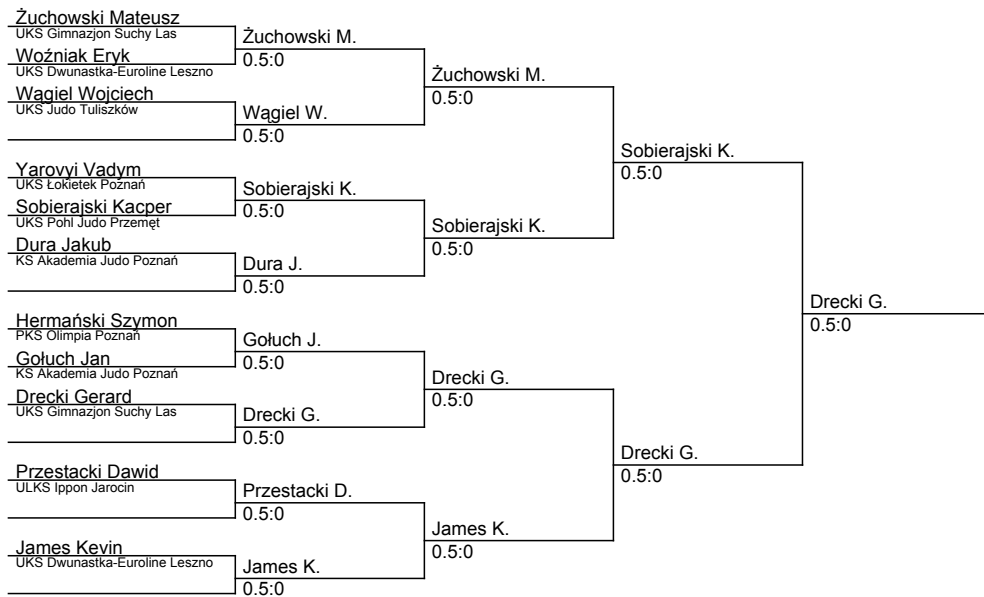 Żuchowski Mateusz
UKS Gimnazjon Suchy Las
Woźniak Eryk
UKS Dwunastka-Euroline Leszno
Wągiel Wojciech
UKS Judo Tuliszków
Yarovyi Vadym
UKS Łokietek Poznań
Sobierajski Kacper
UKS Pohl Judo Przemęt
Dura Jakub
KS Akademia Judo Poznań
Hermański Szymon
PKS Olimpia Poznań
Gołuch Jan
KS Akademia Judo Poznań
Drecki Gerard
UKS Gimnazjon Suchy Las
Przestacki Dawid
ULKS Ippon Jarocin
James Kevin
UKS Dwunastka-Euroline Leszno
Żuchowski M.
0.5:0
Wągiel W.
0.5:0
Sobierajski K.
0.5:0
Dura J.
0.5:0
Gołuch J.
0.5:0
Drecki G.
0.5:0
Przestacki D.
0.5:0
James K.
0.5:0
Żuchowski M.
0.5:0
Sobierajski K.
0.5:0
Drecki G.
0.5:0
James K.
0.5:0
Sobierajski K.
0.5:0
Drecki G.
0.5:0
Drecki G.
0.5:0